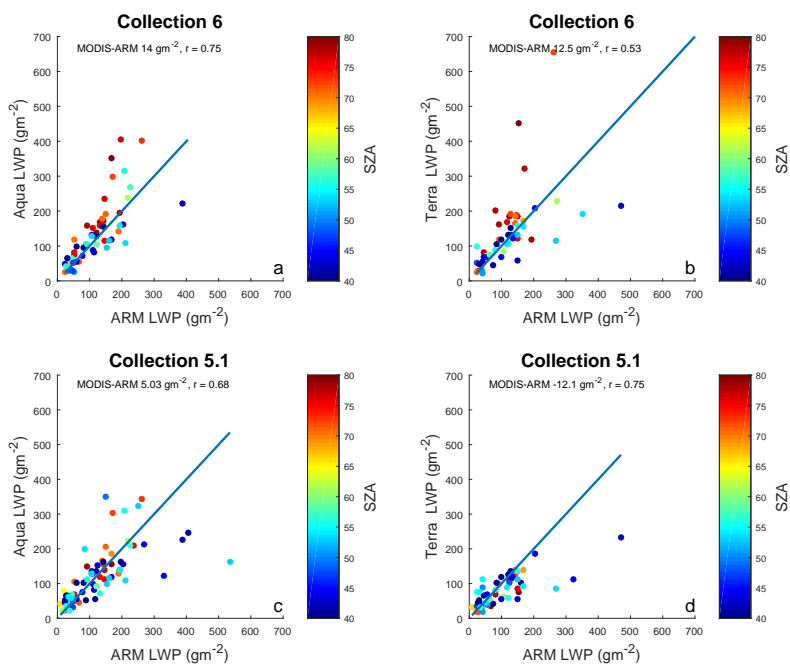 Collection 6
MODIS-ARM 14 gm-2, r = 0.75
700
600
500
400
300
200
100
0
0 100 200 300 400 500 600 700
Aqua LWP (gm-2)
ARM LWP (gm-2)
a
80
75
70
65
60
55
50
45
40
SZA
Collection 6
MODIS-ARM 12.5 gm-2, r = 0.53
700
600
500
400
300
200
100
0
0 100 200 300 400 500 600 700
Terra LWP (gm-2)
ARM LWP (gm-2)
b
80
75
70
65
60
55
50
45
40
SZA
Collection 5.1
MODIS-ARM 5.03 gm-2, r = 0.68
700
600
500
400
300
200
100
0
0 100 200 300 400 500 600 700
Aqua LWP (gm-2)
ARM LWP (gm-2)
c
80
75
70
65
60
55
50
45
40
SZA
Collection 5.1
MODIS-ARM -12.1 gm-2, r = 0.75
700
600
500
400
300
200
100
0
0 100 200 300 400 500 600 700
Terra LWP (gm-2)
ARM LWP (gm-2)
d
80
75
70
65
60
55
50
45
40
SZA